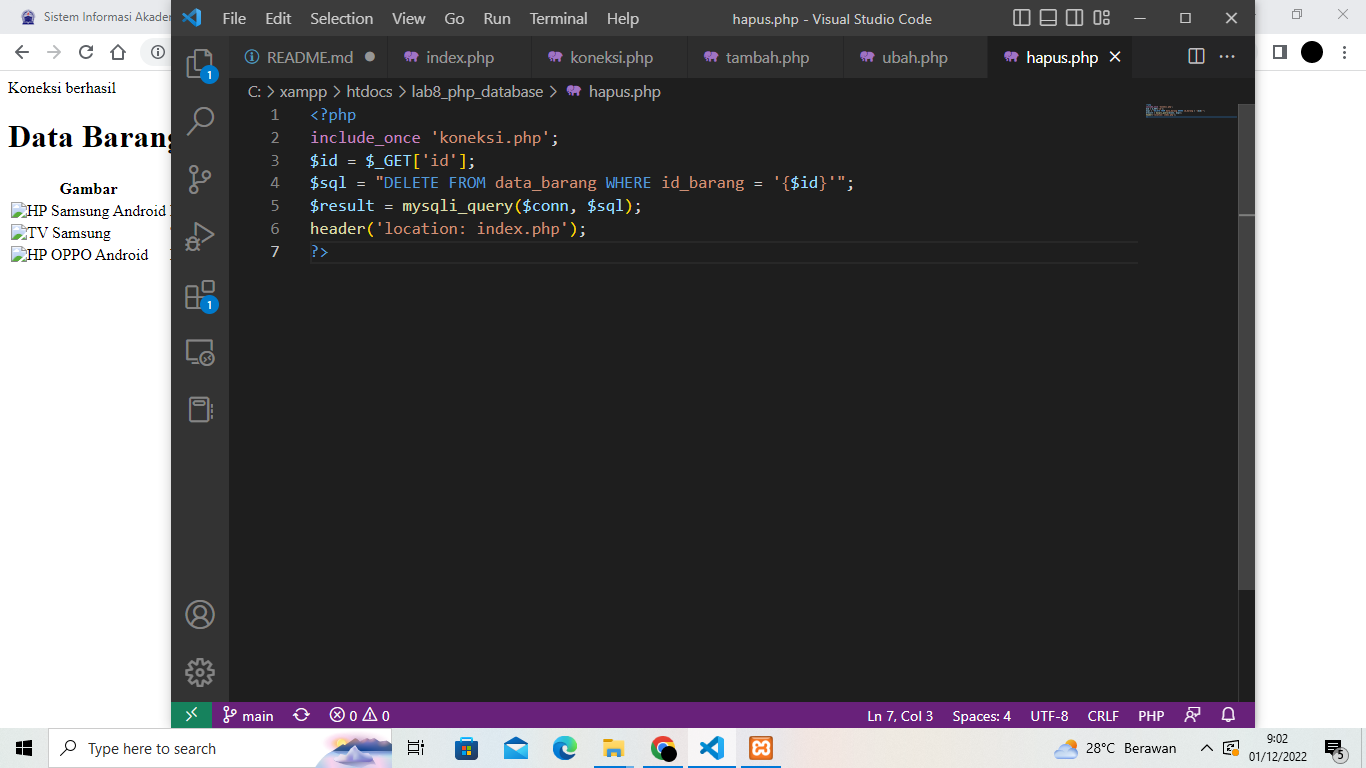 Sistem Informasi Akadem
File Edit Selection View Go Run Terminal Help
hapus.php - Visual Studio Code
README.md
index.php
koneksi.php
tambah.php
ubah.php
hapus.php
C: > xampp > htdocs > lab8_php_database > hapus.php
1 <?php
2 include_once 'koneksi.php';
3 $id = $_GET['id'];
4 $sql = "DELETE FROM data_barang WHERE id_barang = '{$id}'";
5 $result = mysqli_query($conn, $sql);
6 header('location: index.php');
7 ?>
Koneksi berhasil
Data Barang
Gambar
HP Samsung Android
TV Samsung
HP OPPO Android
1
1
main
0 0
Ln 7, Col 3
Spaces: 4
UTF-8
CRLF
PHP
Type here to search
28°C Berawan
9:02
01/12/2022
5